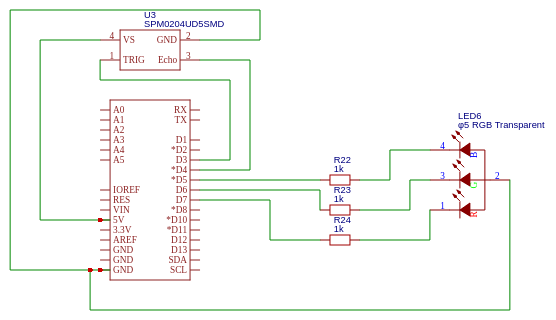 U3
SPM0204UD5SMD
4 VS GND 2
1 TRIG Echo 3
A0 RX
A1 TX
A2
A3 D1
A4 *D2
A5 D3
*D4
*D5
IOREF D6
RES D7
VIN *D8
5V *D10
3.3V *D11
AREF D12
GND D13
GND SDA
GND SCL
R22
1k
R23
1k
R24
1k
LED6
φ5 RGB Transparent
4 B
3 G 2
1 R